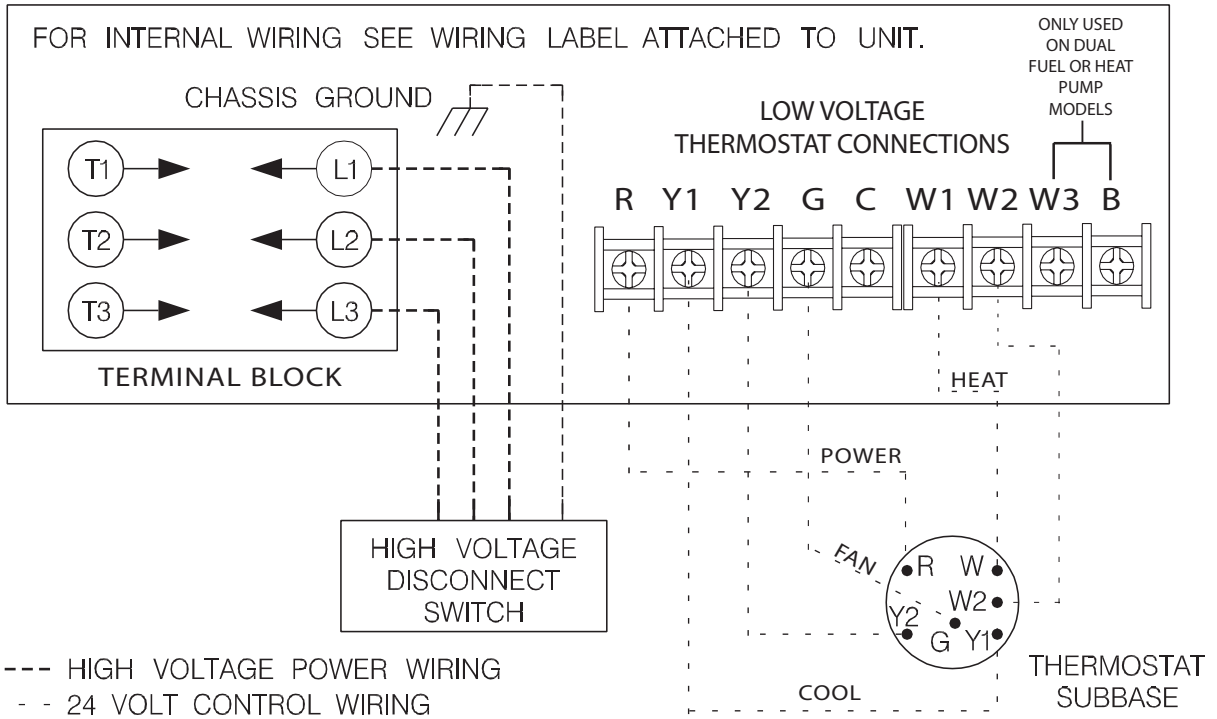 FOR INTERNAL WIRING SEE WIRING LABEL ATTACHED TO UNIT.
ONLY USED
ON DUAL
FUEL OR HEAT
PUMP
MODELS
CHASSIS GROUND
LOW VOLTAGE
THERMOSTAT CONNECTIONS
R Y1 Y2 G C W1 W2 W3 B
T1 L1
T2 L2
T3 L3
TERMINAL BLOCK
HEAT
POWER
HIGH VOLTAGE
DISCONNECT
SWITCH
FAN
R W
W2
Y2
G Y1
THERMOSTAT
SUBBASE
COOL
--- HIGH VOLTAGE POWER WIRING
- - 24 VOLT CONTROL WIRING